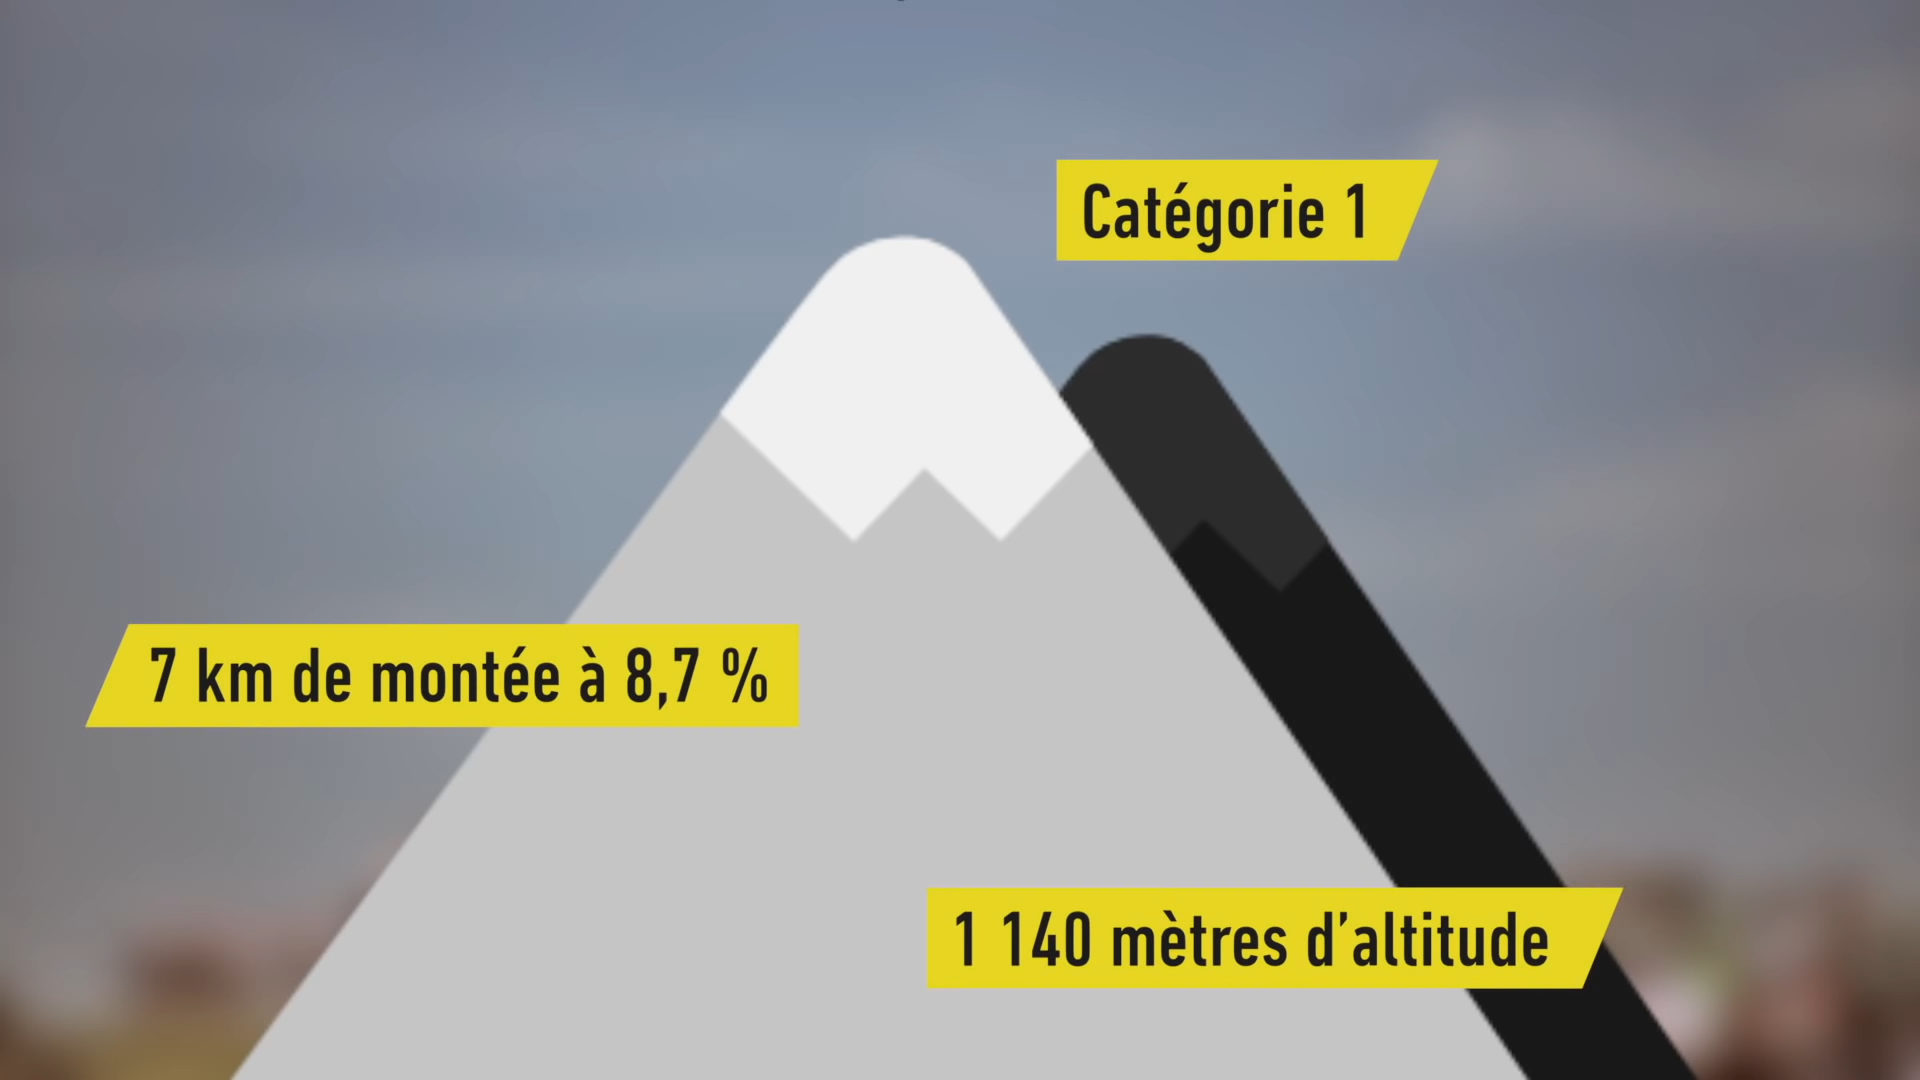 Catégorie 1
7 km de montée à 8,7 %
1 140 mètres d’altitude